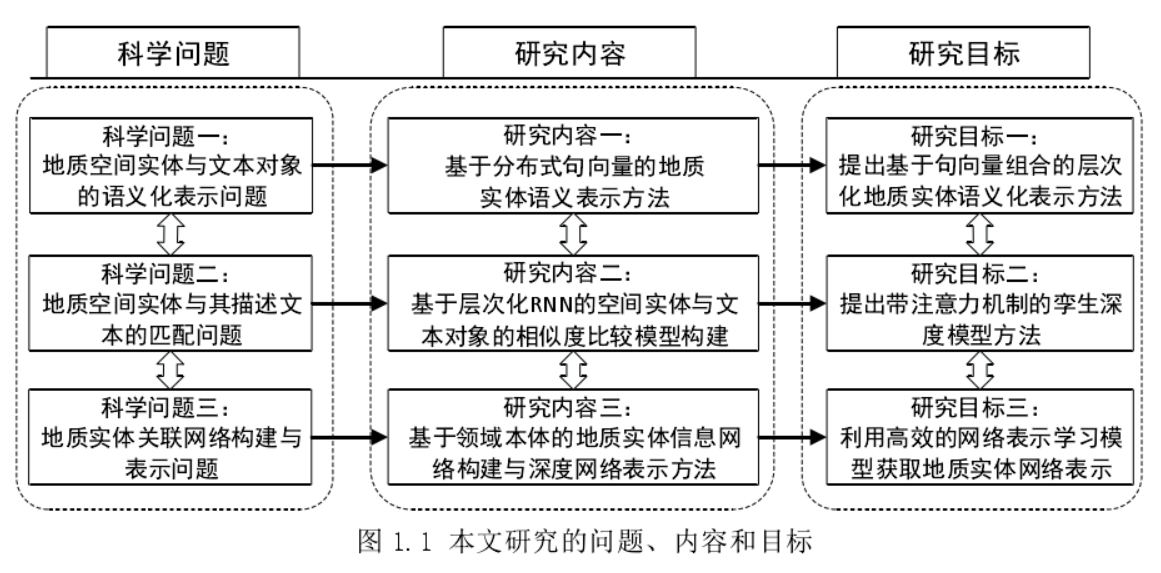 科学问题
研究内容
研究目标
科学问题一：
地质空间实体与文本对象
的语义化表示问题
研究内容一：
基于分布式句向量的地质
实体语义表示方法
研究目标一：
提出基于句向量组合的层次
化地质实体语义化表示方法
科学问题二：
地质空间实体与其描述文
本的匹配问题
研究内容二：
基于层次化RNN的空间实体与文
本对象的相似度比较模型构建
研究目标二：
提出带注意力机制的孪生深
度模型方法
科学问题三：
地质实体关联网络构建与
表示问题
研究内容三：
基于领域本体的地质实体信息网
络构建与深度网络表示方法
研究目标三：
利用高效的网络表示学习模
型获取地质实体网络表示
图 1.1 本文研究的问题、内容和目标